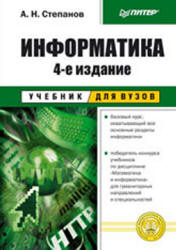 А. Н. Степанов
ПИТЕР®
ИНФОРМАТИКА
4-е издание
УЧЕБНИК ДЛЯ ВУЗОВ
базовый курс,
охватывающий все
основные разделы
информатики
победитель конкурса
учебников
по дисциплине
«Математика
и информатика»
для гуманитарных
направлений
и специальностей